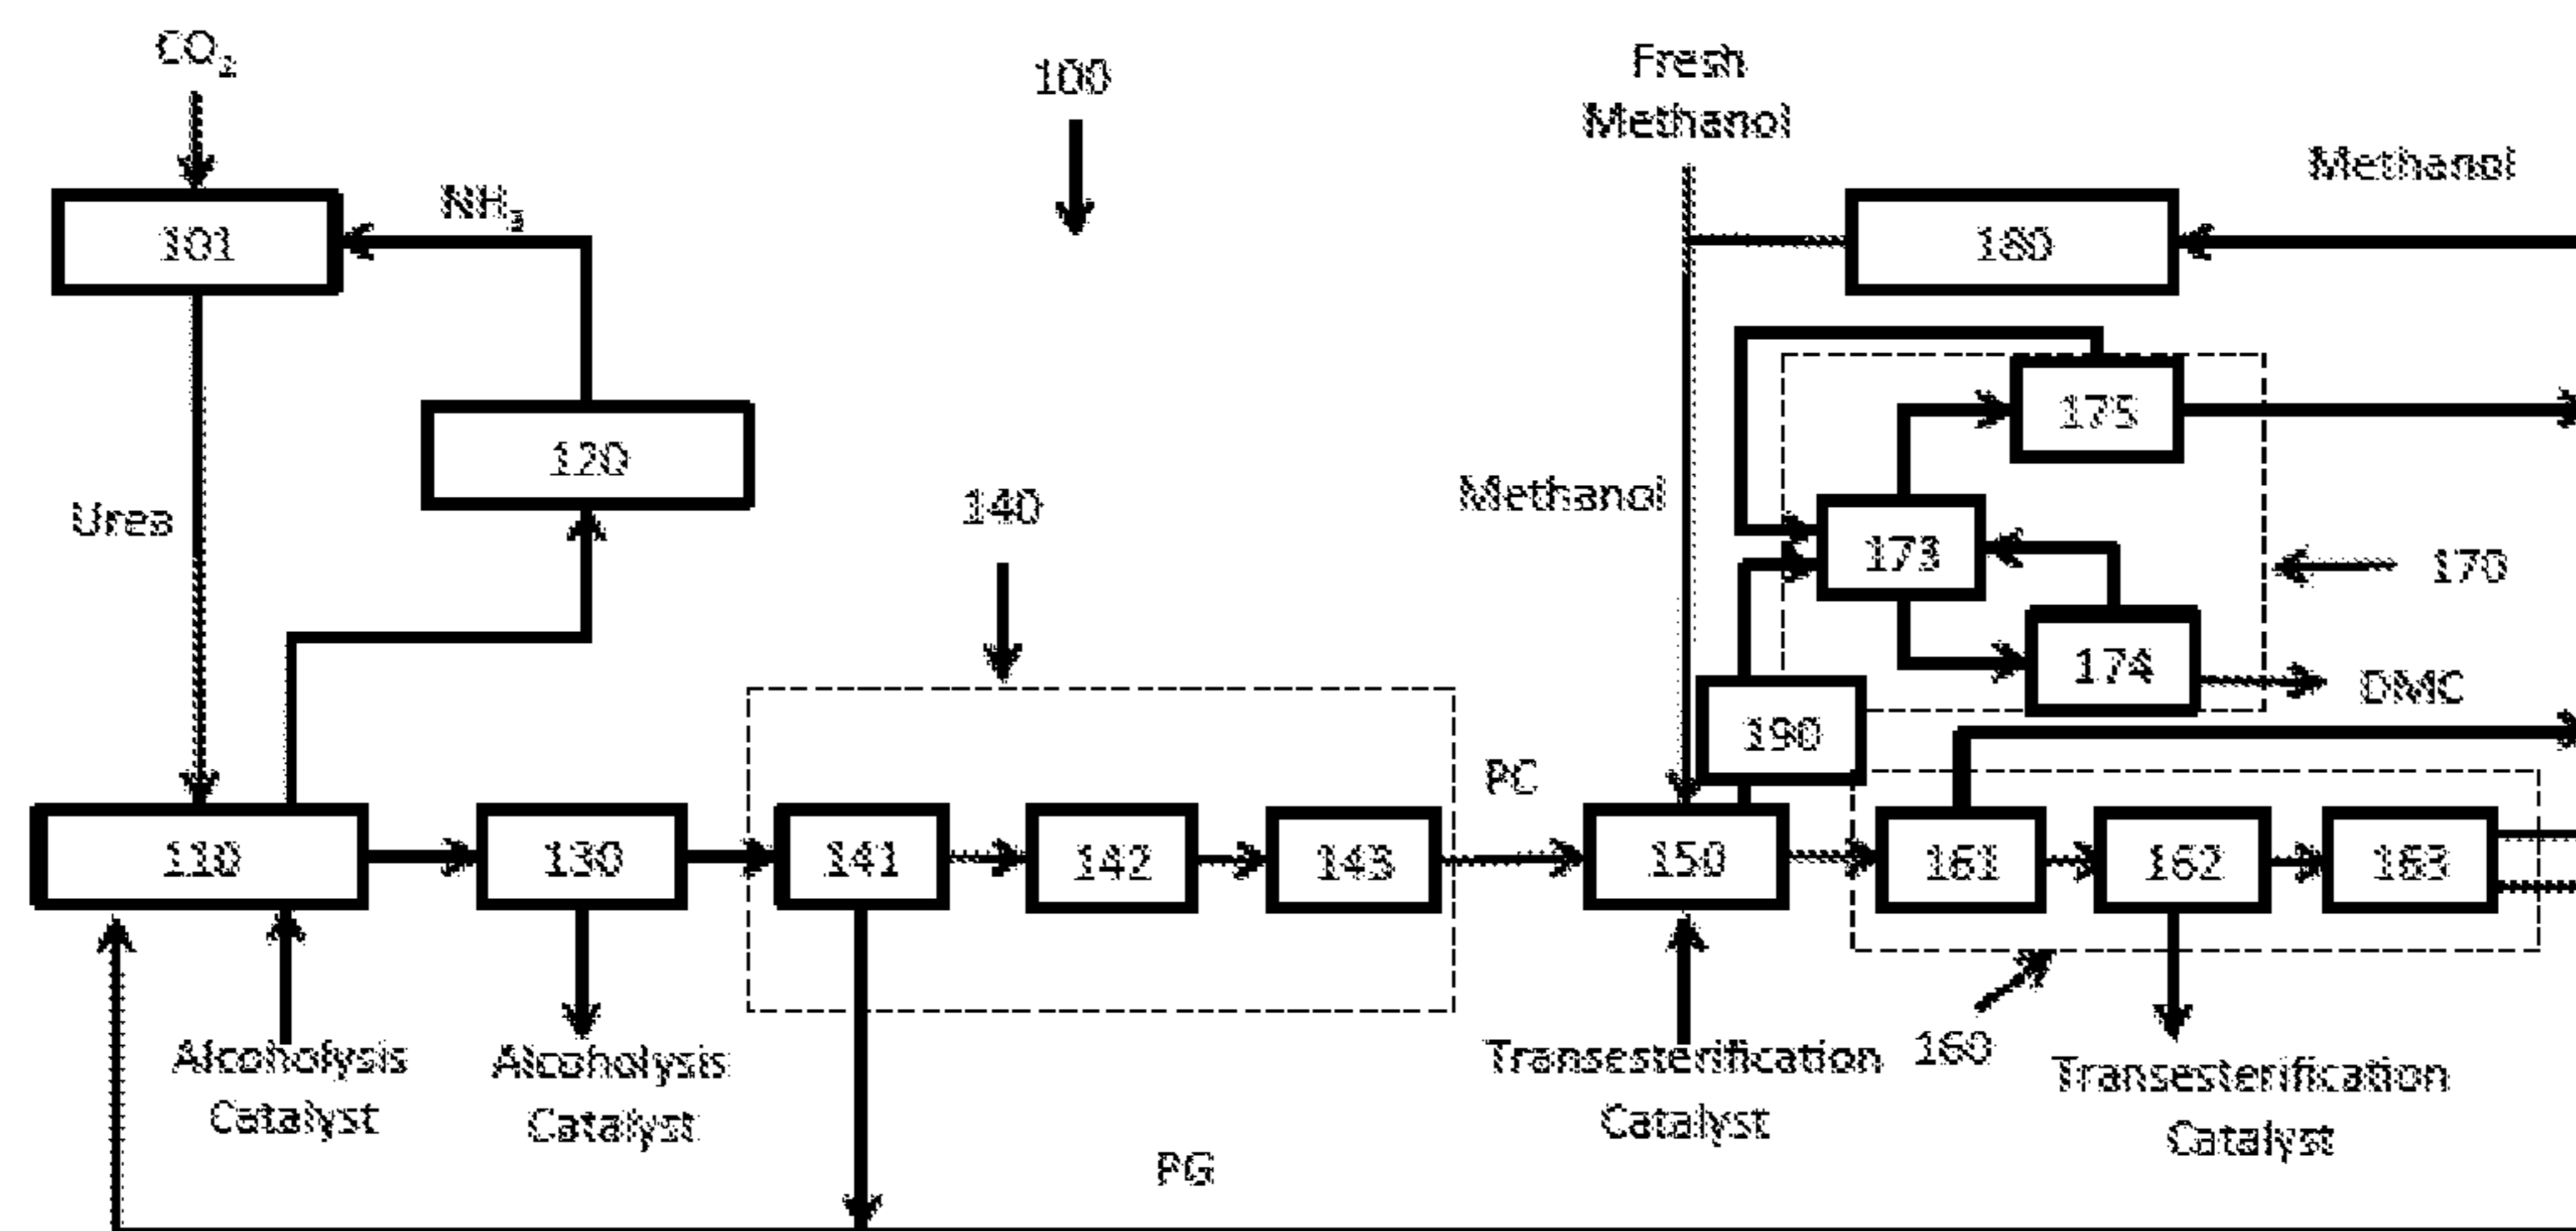 CO₂
100
Fresh
Methanol
Methanol
101
NH₃
180
175
120
Methanol
Urea
140
173
170
174
DMC
190
PC
110
130
141
142
143
150
161
162
163
Alcoholysis
Catalyst
Alcoholysis
Catalyst
Transesterification
Catalyst
160
Transesterification
Catalyst
PG